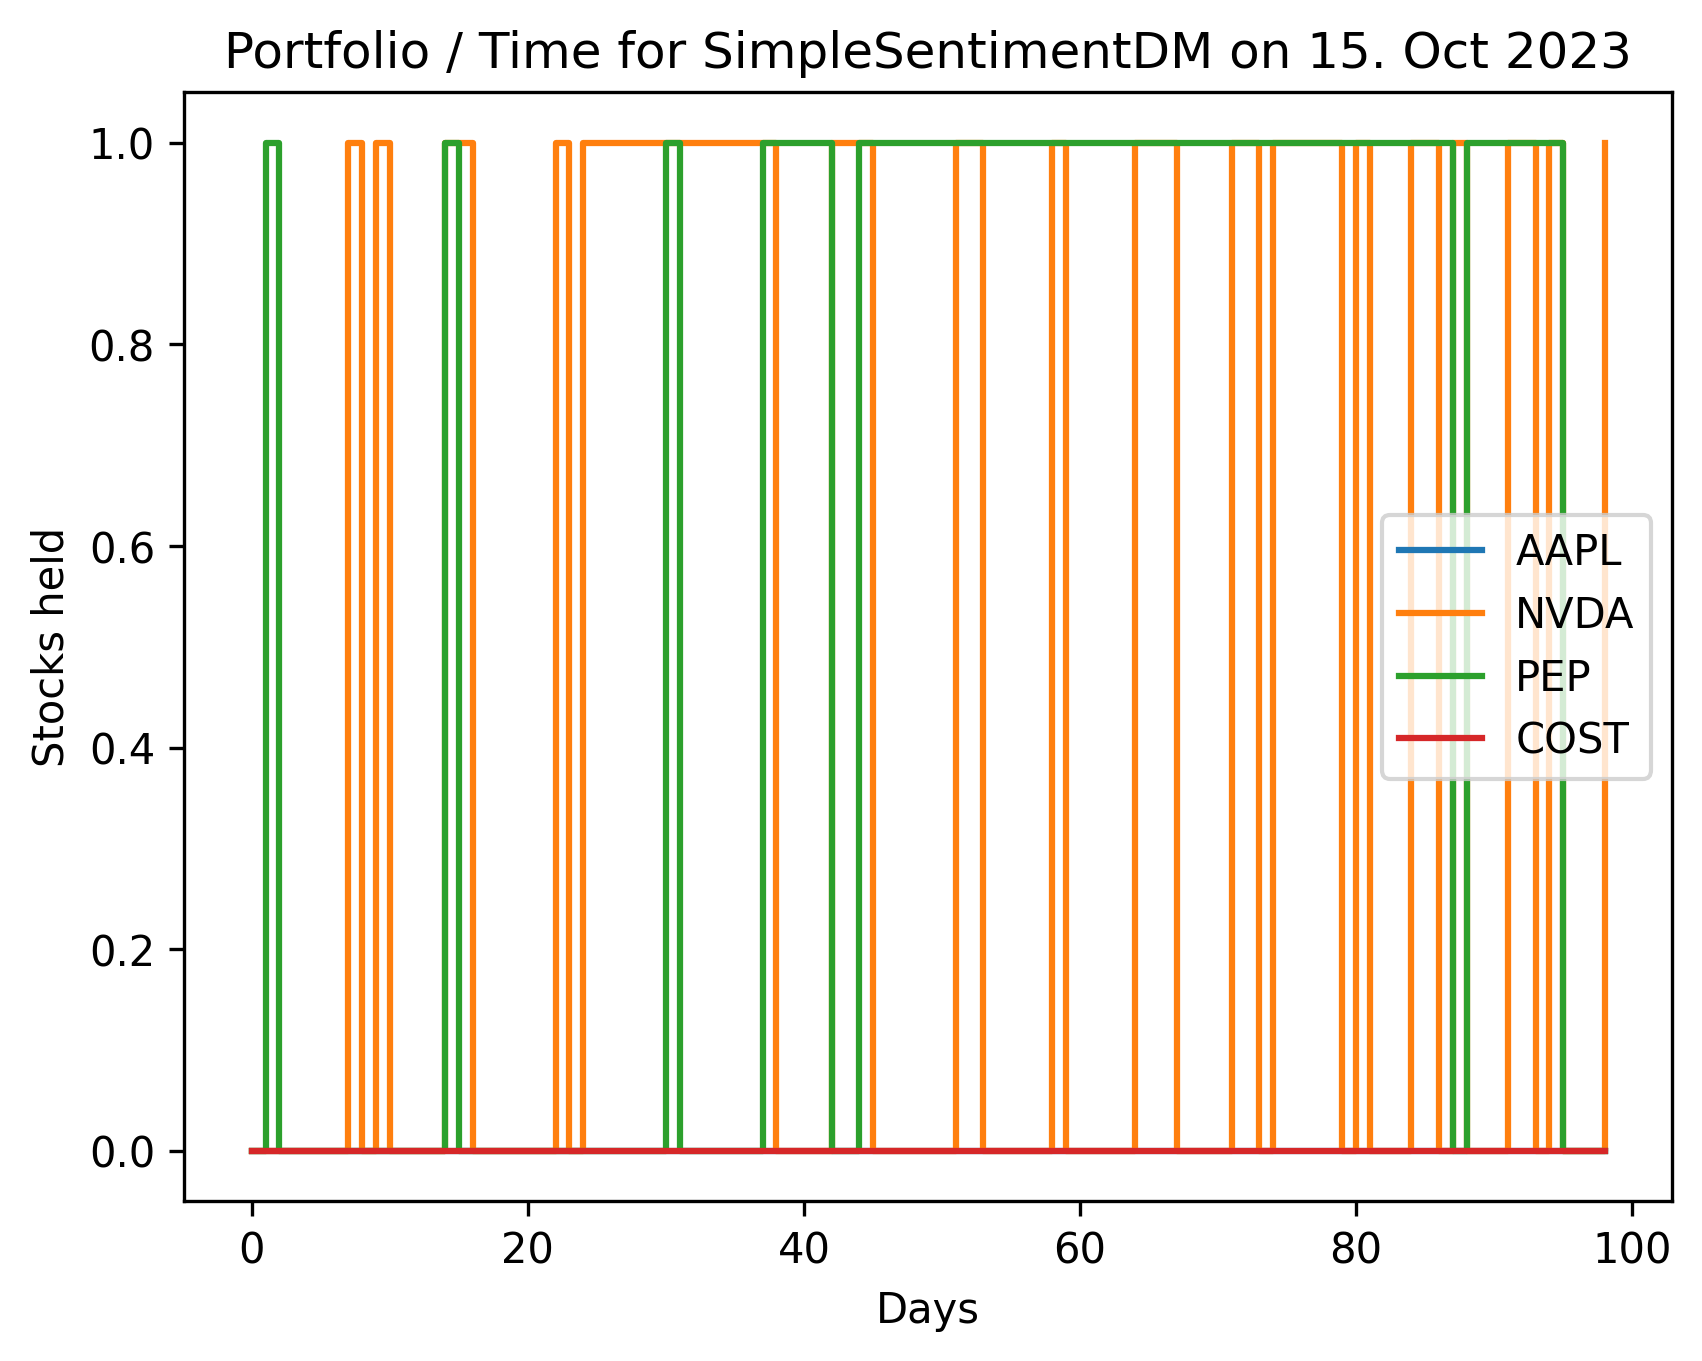 Portfolio / Time for SimpleSentimentDM on 15. Oct 2023
1.0
0.8
0.6
0.4
0.2
0.0
Stocks held
AAPL
NVDA
PEP
COST
0 20 40 60 80 100
Days